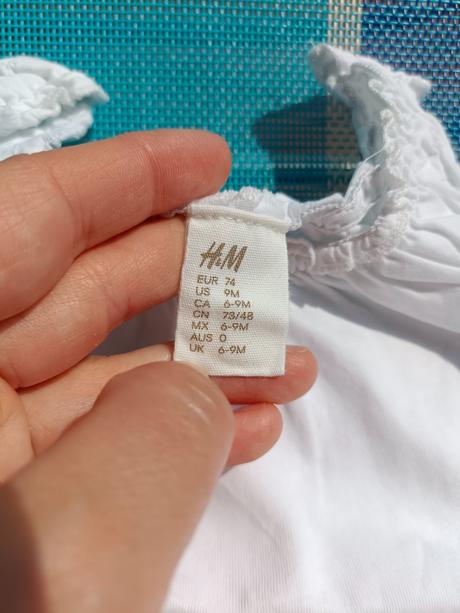 H&M
EUR 74
US 9M
CA 6-9M
CN 73/48
MX 6-9M
AUS 0
UK 6-9M